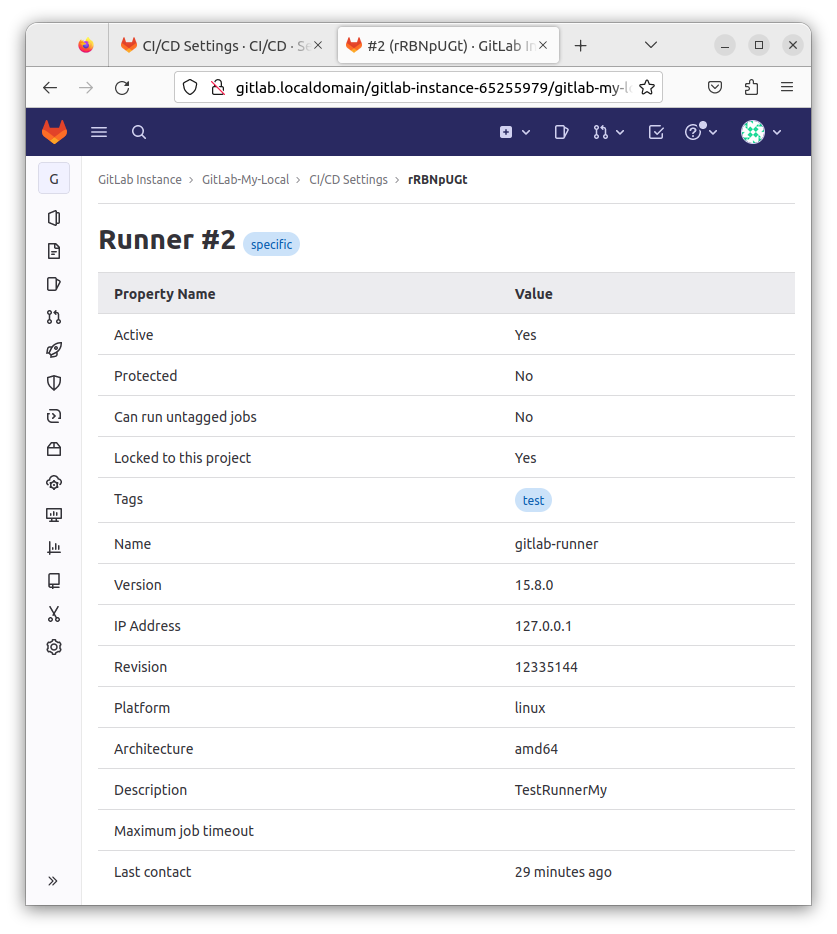 CI/CD Settings · CI/CD · Se
#2 (rRBNpUGt) · GitLab In
gitlab.localdomain/gitlab-instance-65255979/gitlab-my-lo
G
GitLab Instance › GitLab-My-Local › CI/CD Settings › rRBNpUGt
Runner #2 specific
Property Name Value
Active Yes
Protected No
Can run untagged jobs No
Locked to this project Yes
Tags test
Name gitlab-runner
Version 15.8.0
IP Address 127.0.0.1
Revision 12335144
Platform linux
Architecture amd64
Description TestRunnerMy
Maximum job timeout
Last contact 29 minutes ago